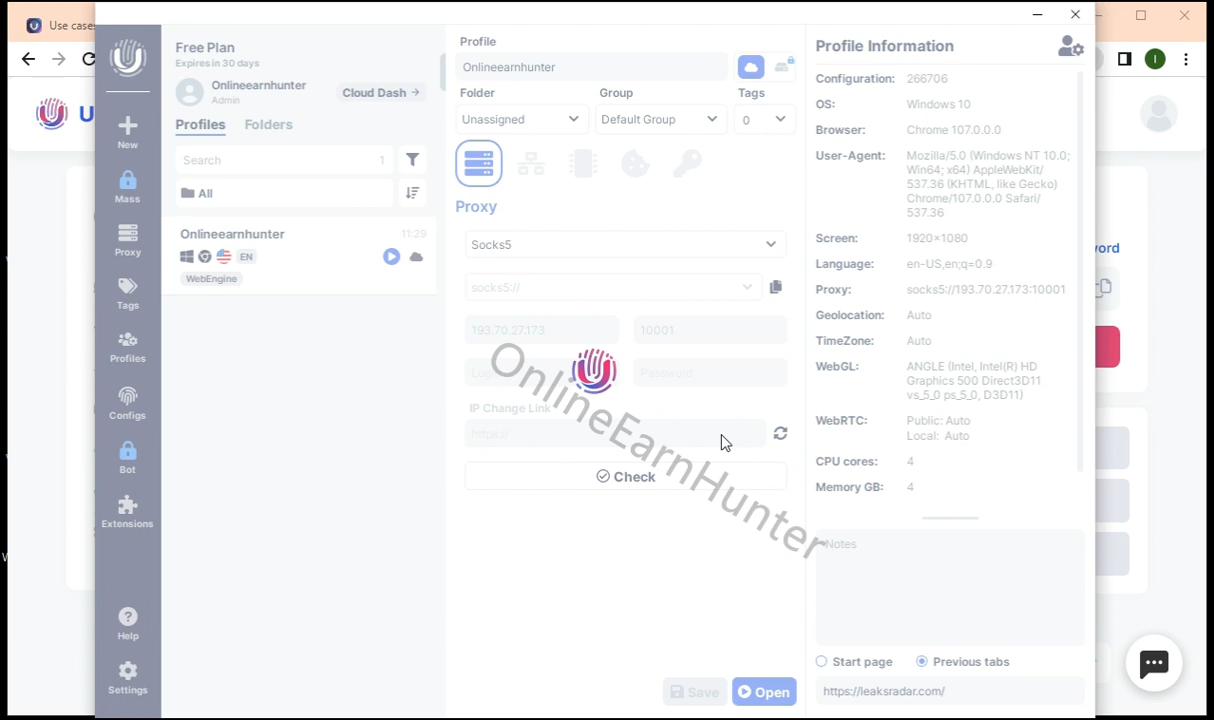 Use cases
U
ord
I
Free Plan
Expires in 30 days
Onlineearnhunter
Admin
Cloud Dash →
Profiles Folders
Search 1
All
Onlineearnhunter 11:29
EN
WebEngine
New
Mass
Proxy
Tags
Profiles
Configs
Bot
Extensions
Help
Settings
Profile
Onlineearnhunter
Folder Group Tags
Unassigned Default Group 0
Proxy
Socks5
socks5://
193.70.27.173 10001
Login Password
IP Change Link
https://
Check
Save Open
OnlineEarnHunter
Profile Information
Configuration: 266706
OS: Windows 10
Browser: Chrome 107.0.0.0
User-Agent: Mozilla/5.0 (Windows NT 10.0;
Win64; x64) AppleWebKit/
537.36 (KHTML, like Gecko)
Chrome/107.0.0.0 Safari/
537.36
Screen: 1920×1080
Language: en-US,en;q=0.9
Proxy: socks5://193.70.27.173:10001
Geolocation: Auto
TimeZone: Auto
WebGL: ANGLE (Intel, Intel(R) HD
Graphics 500 Direct3D11
vs_5_0 ps_5_0, D3D11)
WebRTC: Public: Auto
Local: Auto
CPU cores: 4
Memory GB: 4
Notes
Start page Previous tabs
https://leaksradar.com/